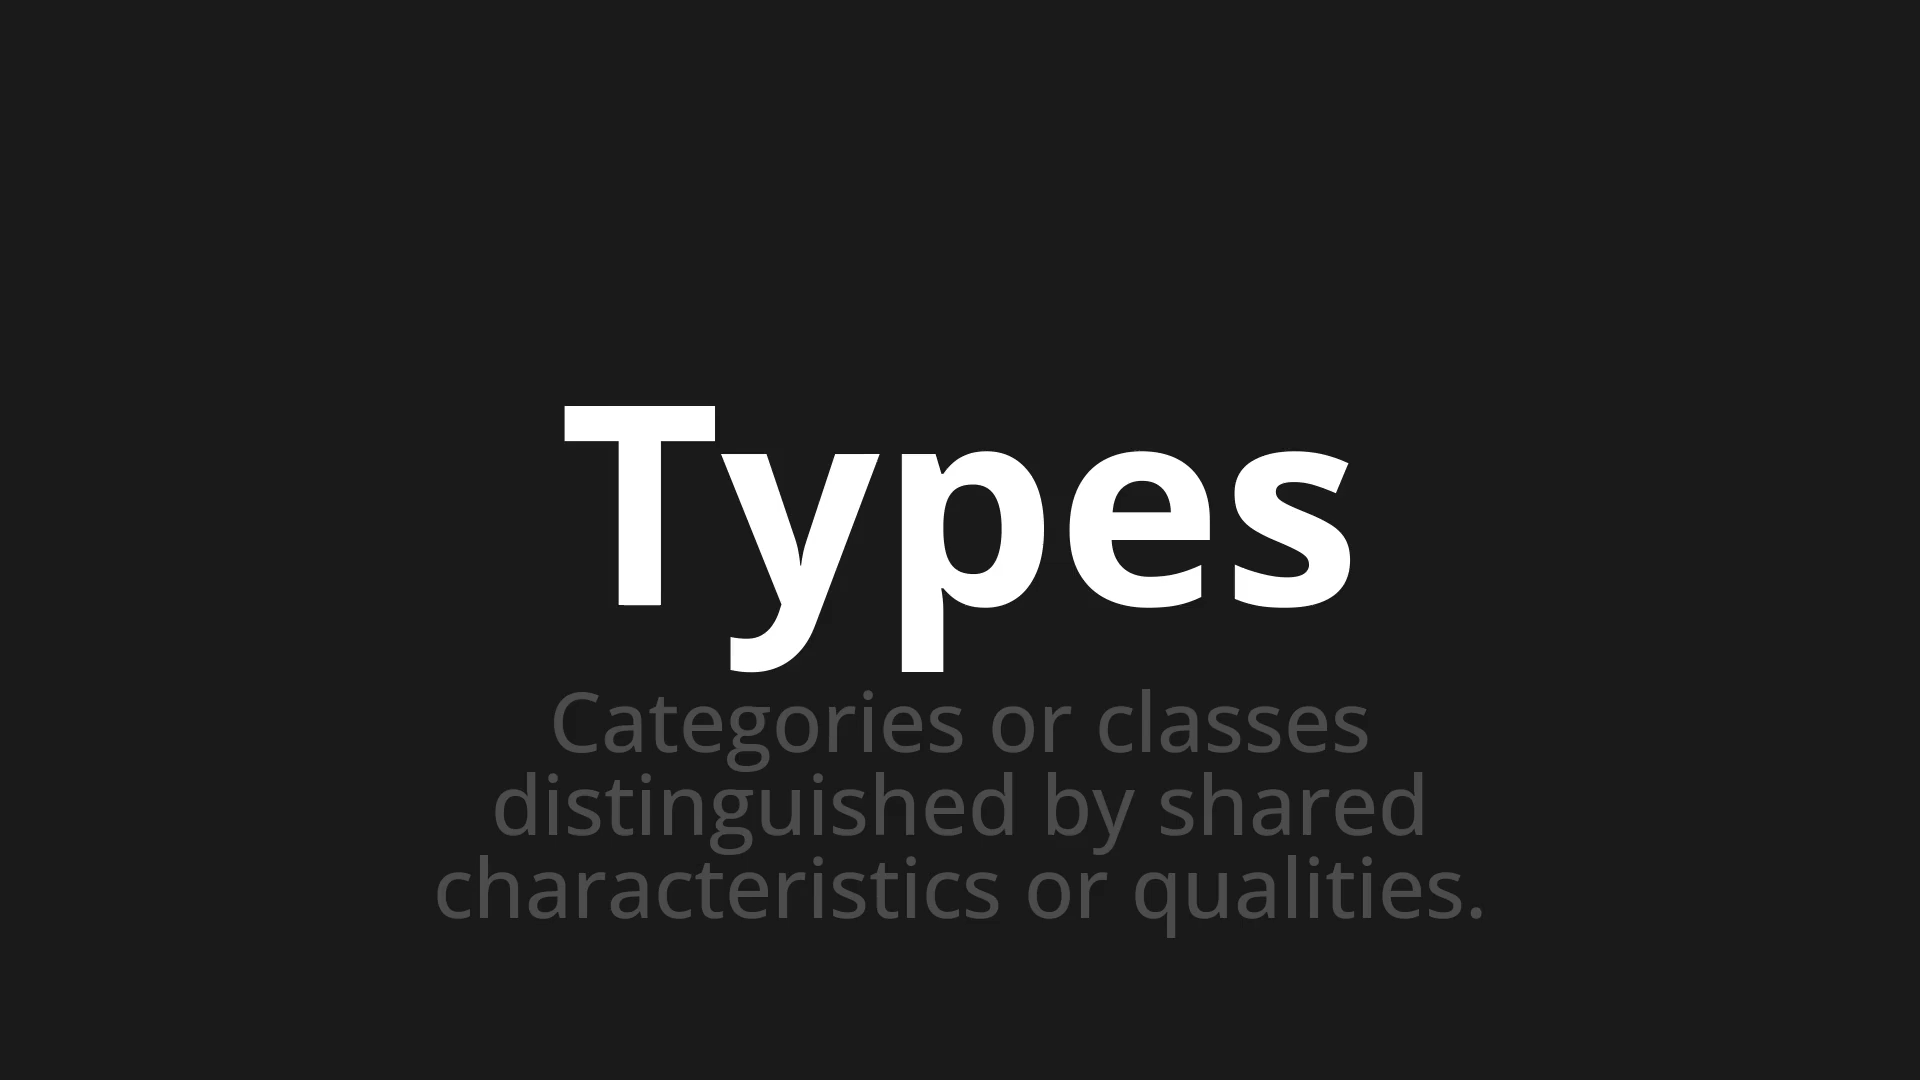 Types
Categories or classes
distinguished by shared
characteristics or qualities.